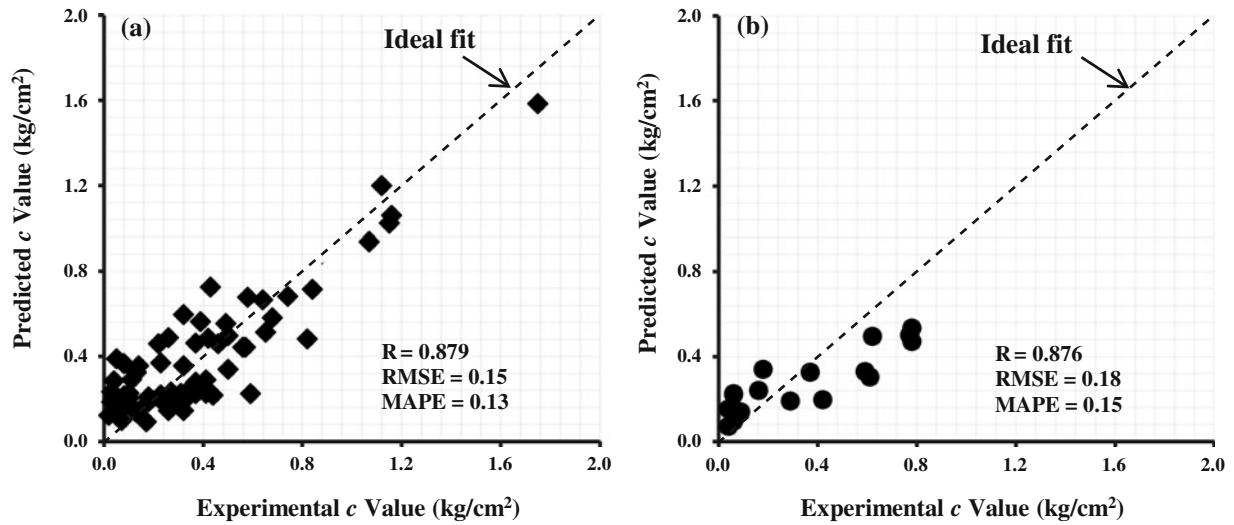 (a)
Ideal fit
Predicted c Value (kg/cm²)
2.0
1.6
1.2
0.8
0.4
0.0
R = 0.879
RMSE = 0.15
MAPE = 0.13
0.0 0.4 0.8 1.2 1.6 2.0
Experimental c Value (kg/cm²)
(b)
Ideal fit
Predicted c Value (kg/cm²)
2.0
1.6
1.2
0.8
0.4
0.0
R = 0.876
RMSE = 0.18
MAPE = 0.15
0.0 0.4 0.8 1.2 1.6 2.0
Experimental c Value (kg/cm²)